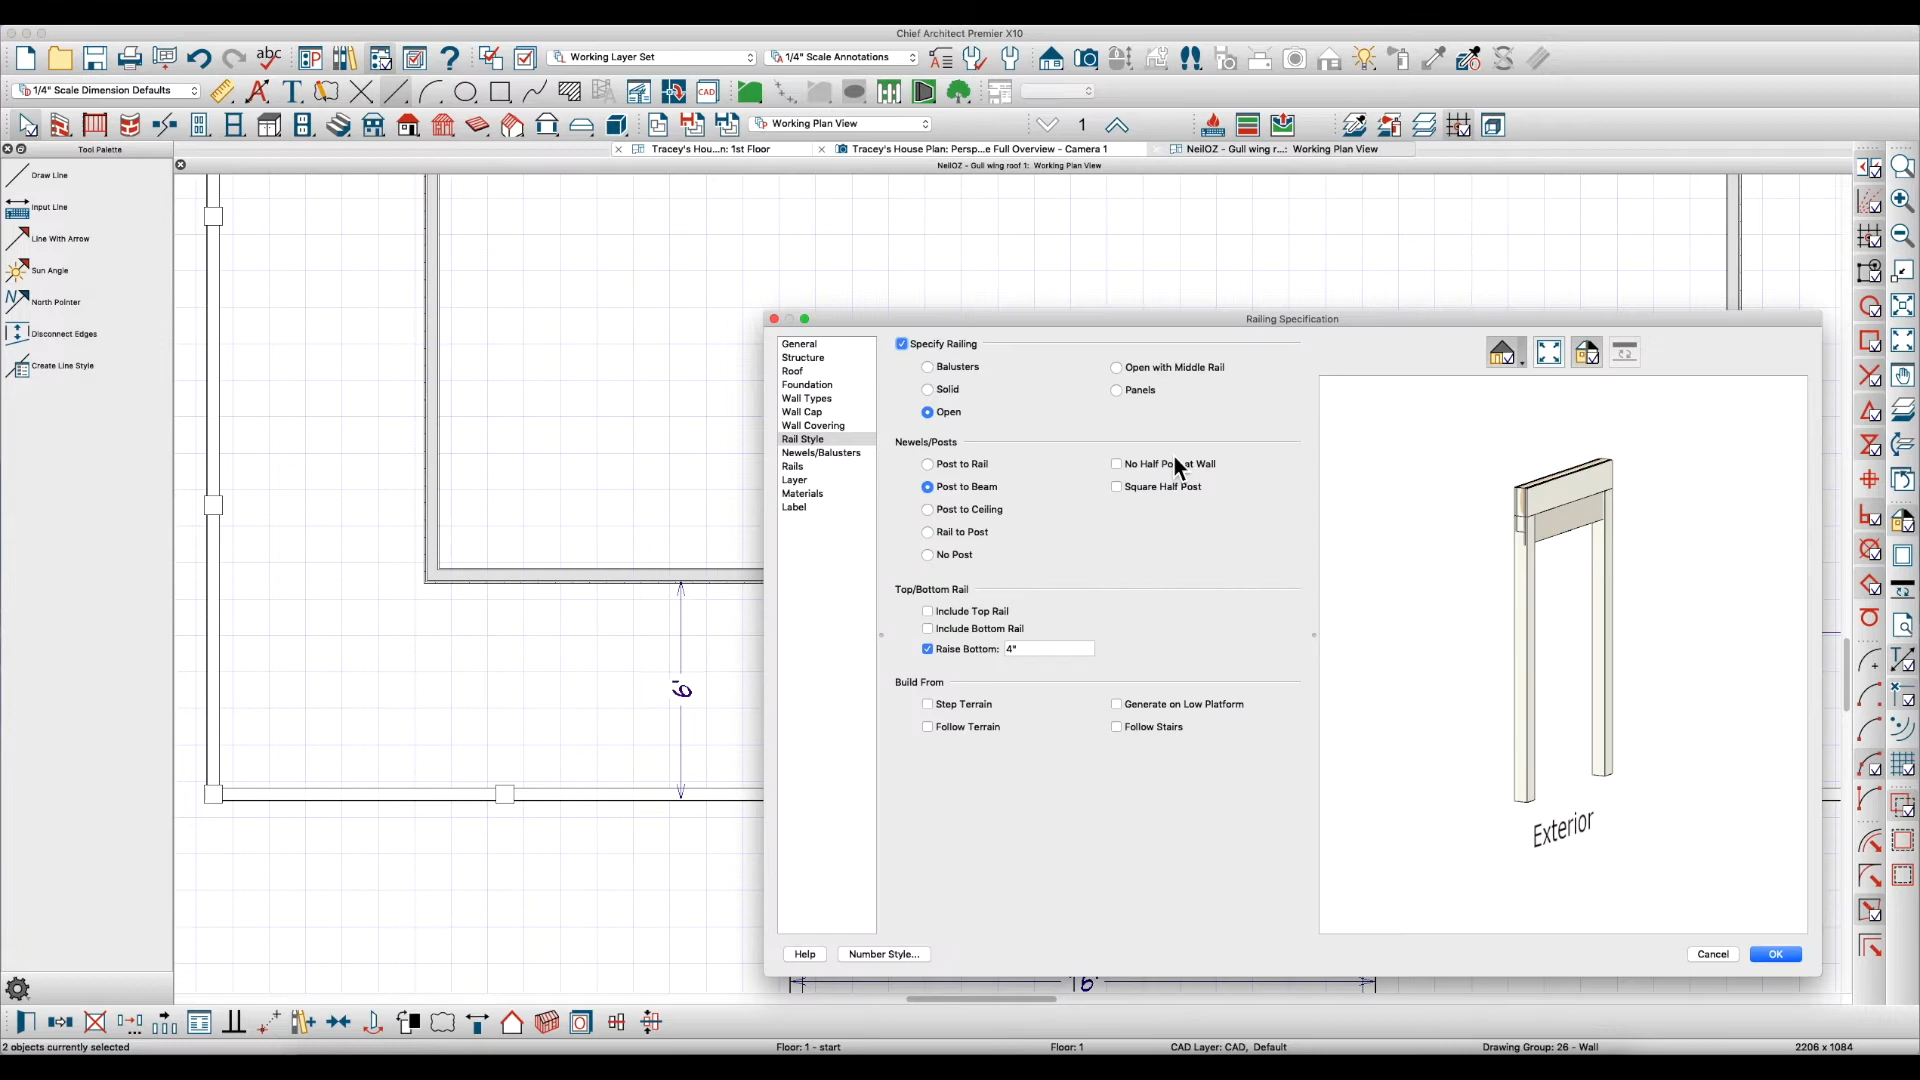 Chief Architect Premier X10
abc
Working Layer Set
1/4" Scale Annotations
1/4" Scale Dimension Defaults
T
CAD
Working Plan View
1
Tool Palette
Tracey's Hou...n: 1st Floor
Tracey's House Plan: Persp...e Full Overview - Camera 1
NeilOZ - Gull wing r...: Working Plan View
NeilOZ - Gull wing roof 1: Working Plan View
Draw Line
Input Line
Line With Arrow
Sun Angle
North Pointer
Disconnect Edges
Create Line Style
6'
Railing Specification
General
Structure
Roof
Foundation
Wall Types
Wall Cap
Wall Covering
Rail Style
Newels/Balusters
Rails
Layer
Materials
Label
Specify Railing
Balusters
Open with Middle Rail
Solid
Panels
Open
Newels/Posts
Post to Rail
No Half Po at Wall
Post to Beam
Square Half Post
Post to Ceiling
Rail to Post
No Post
Top/Bottom Rail
Include Top Rail
Include Bottom Rail
Raise Bottom: 4"
Build From
Step Terrain
Generate on Low Platform
Follow Terrain
Follow Stairs
Exterior
Help
Number Style...
Cancel
OK
2 objects currently selected
Floor: 1 - start
Floor: 1
CAD Layer: CAD, Default
Drawing Group: 26 - Wall
2206 x 1084